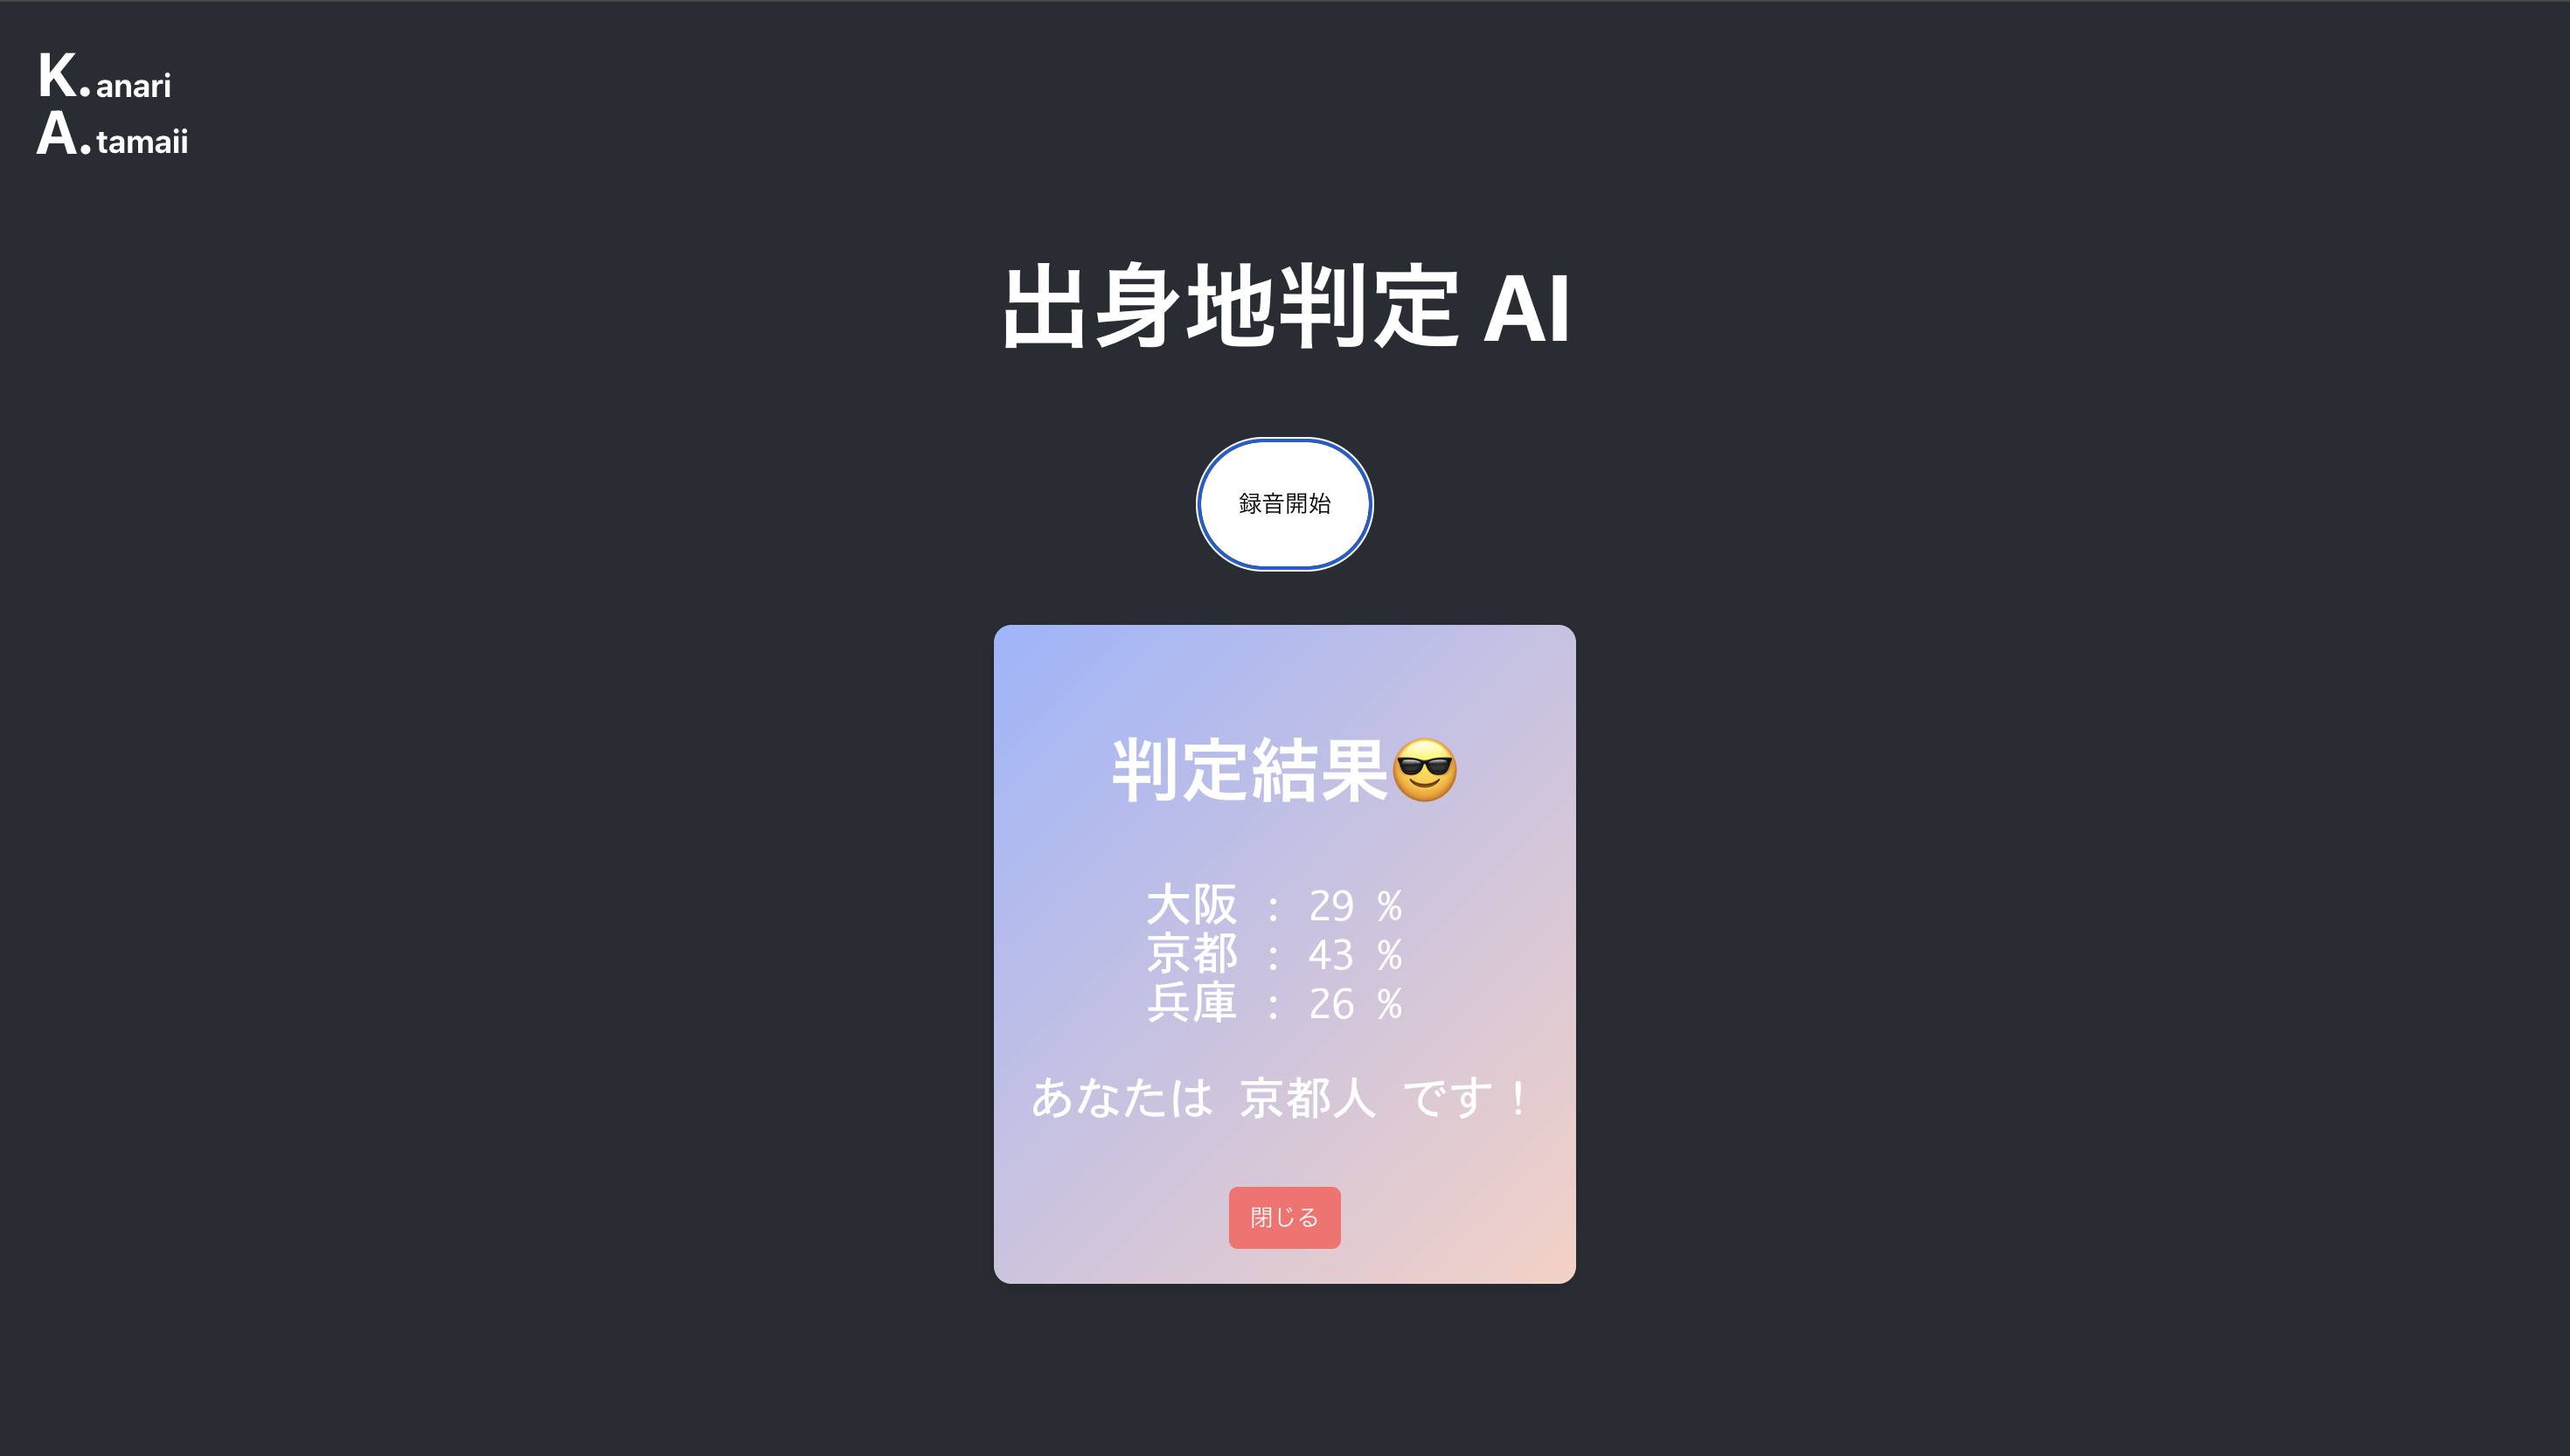 K.anari
A.tamaii
出身地判定 AI
録音開始
判定結果😎
大阪 : 29 %
京都 : 43 %
兵庫 : 26 %
あなたは 京都人 です！
閉じる